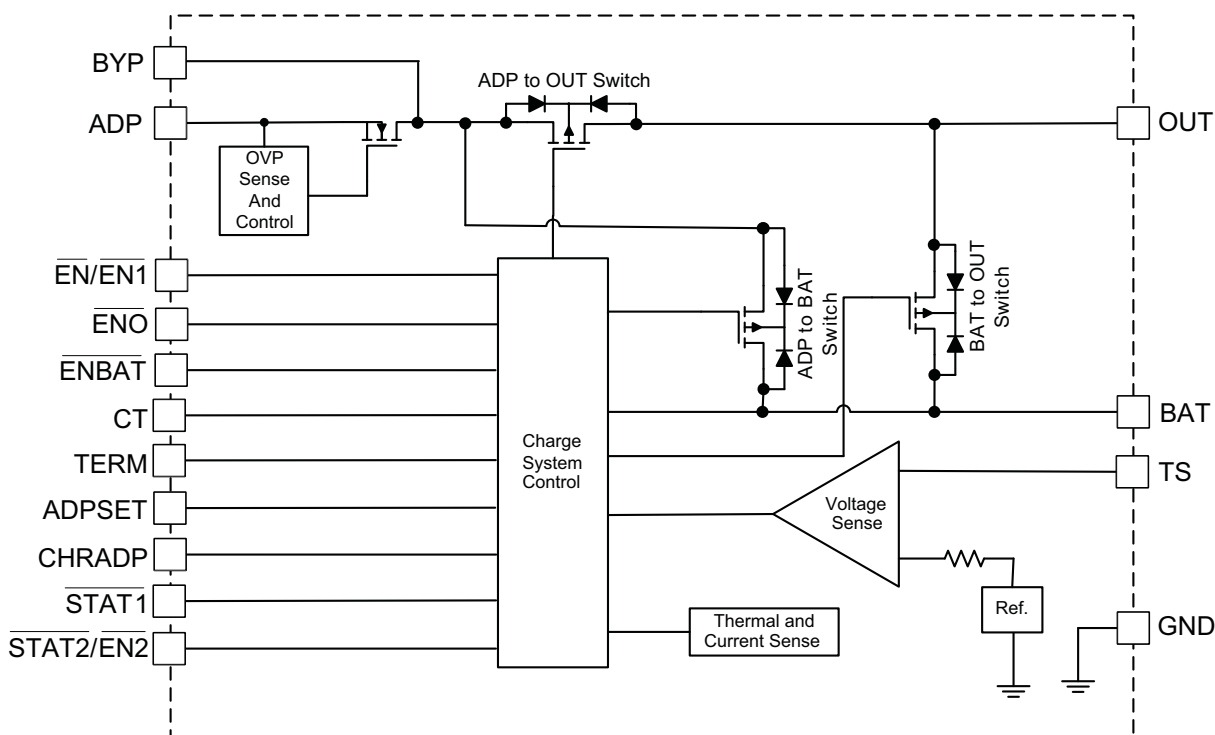 BYP
ADP
ADP to OUT Switch
OUT
OVP
Sense
And
Control
EN/EN1
ENO
ENBAT
CT
TERM
ADPSET
CHRADP
STAT1
STAT2/EN2
Charge
System
Control
ADP to BAT
Switch
BAT to OUT
Switch
BAT
TS
Voltage
Sense
Ref.
Thermal and
Current Sense
GND